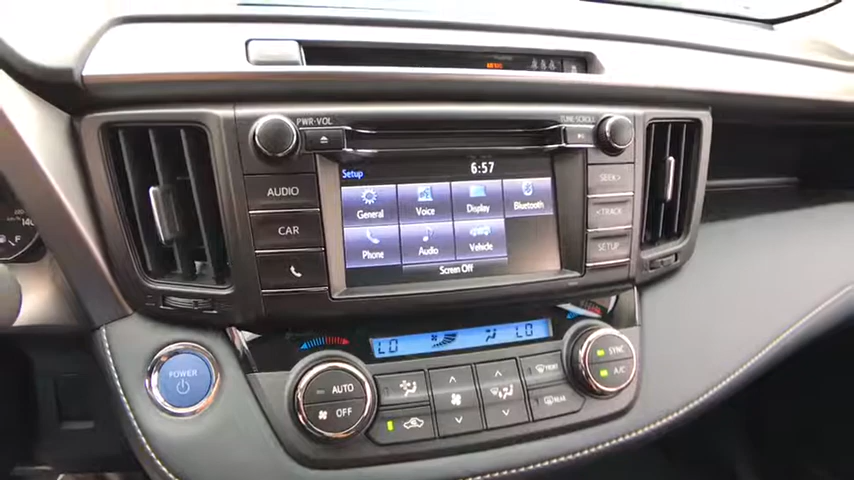 PWR·VOL
TUNE·SCROLL
6:57
Setup
AUDIO
General
Voice
Display
Bluetooth
SEEK
CAR
Phone
Audio
Vehicle
TRACK
Screen Off
SETUP
LO
LO
POWER
AUTO
OFF
FRONT
REAR
SYNC
A/C
140
F